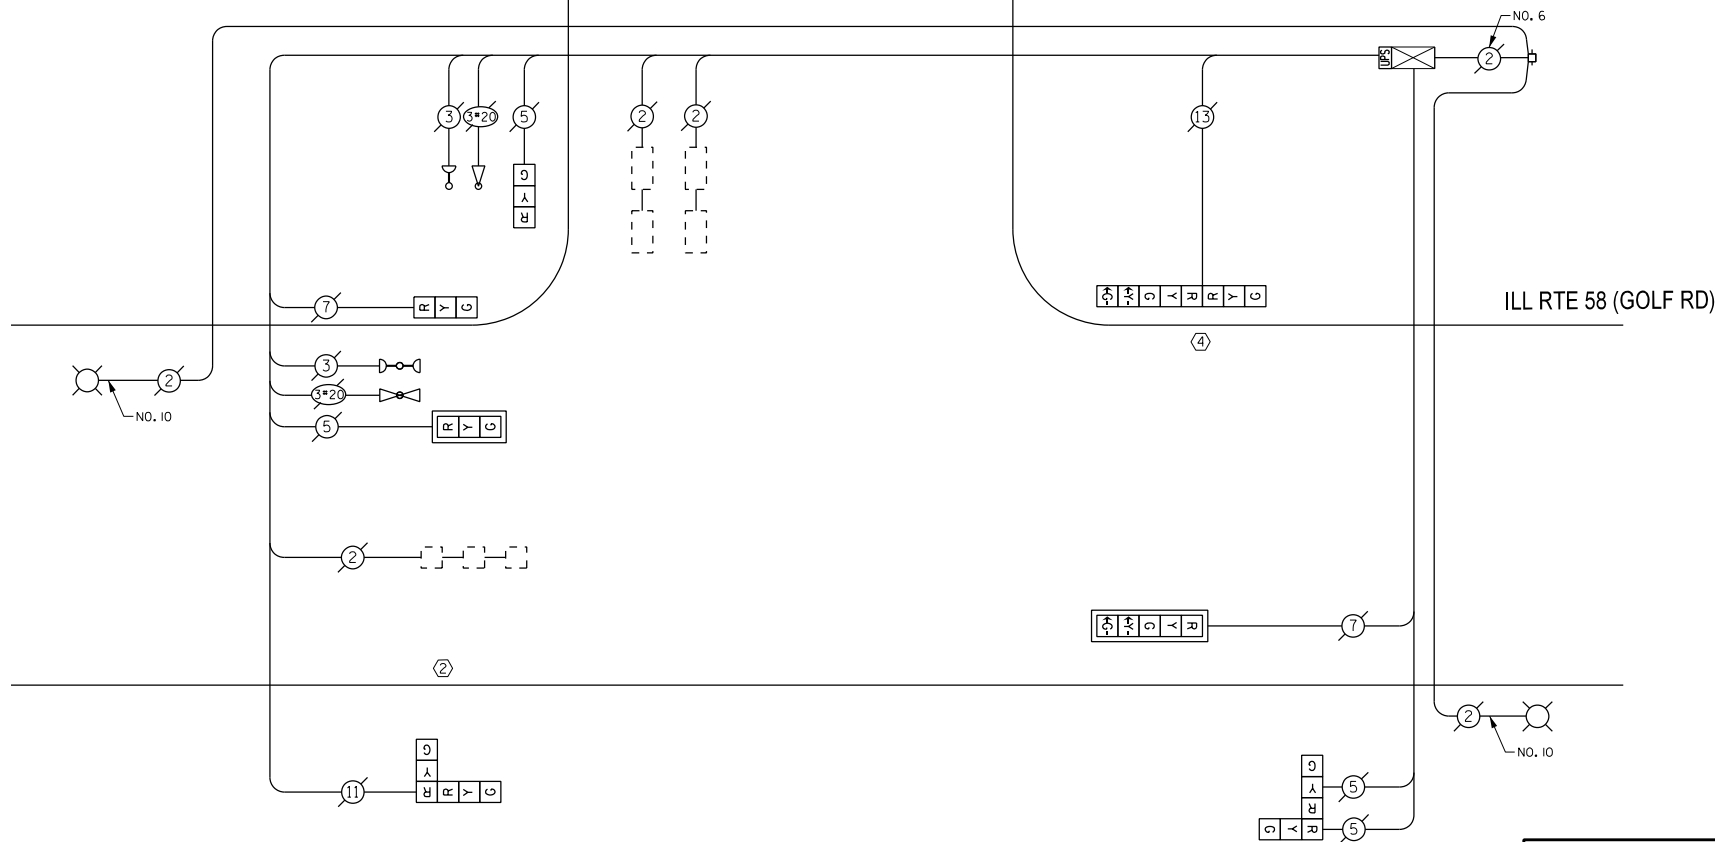 NO. 6
UPS
2
3
3#20
5
2
2
13
G
Y
R
7
R Y G
←G- ←Y- G Y R R Y G
ILL RTE 58 (GOLF RD)
4
3
2
3#20
NO. 10
5
R Y G
2
←G- ←Y- G Y R
7
2
2
NO. 10
G
Y
R R Y G
11
G
Y
R
G Y R
5
5